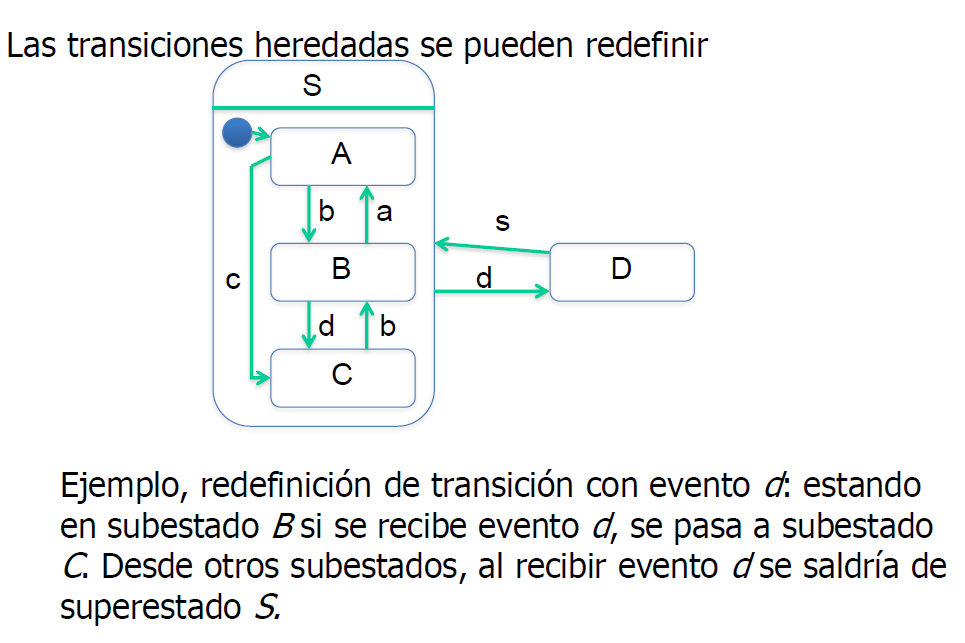 Las transiciones heredadas se pueden redefinir
S
A
b a
s
c
B
d
D
d b
C
Ejemplo, redefinición de transición con evento d: estando
en subestado B si se recibe evento d, se pasa a subestado
C. Desde otros subestados, al recibir evento d se saldría de
superestado S.